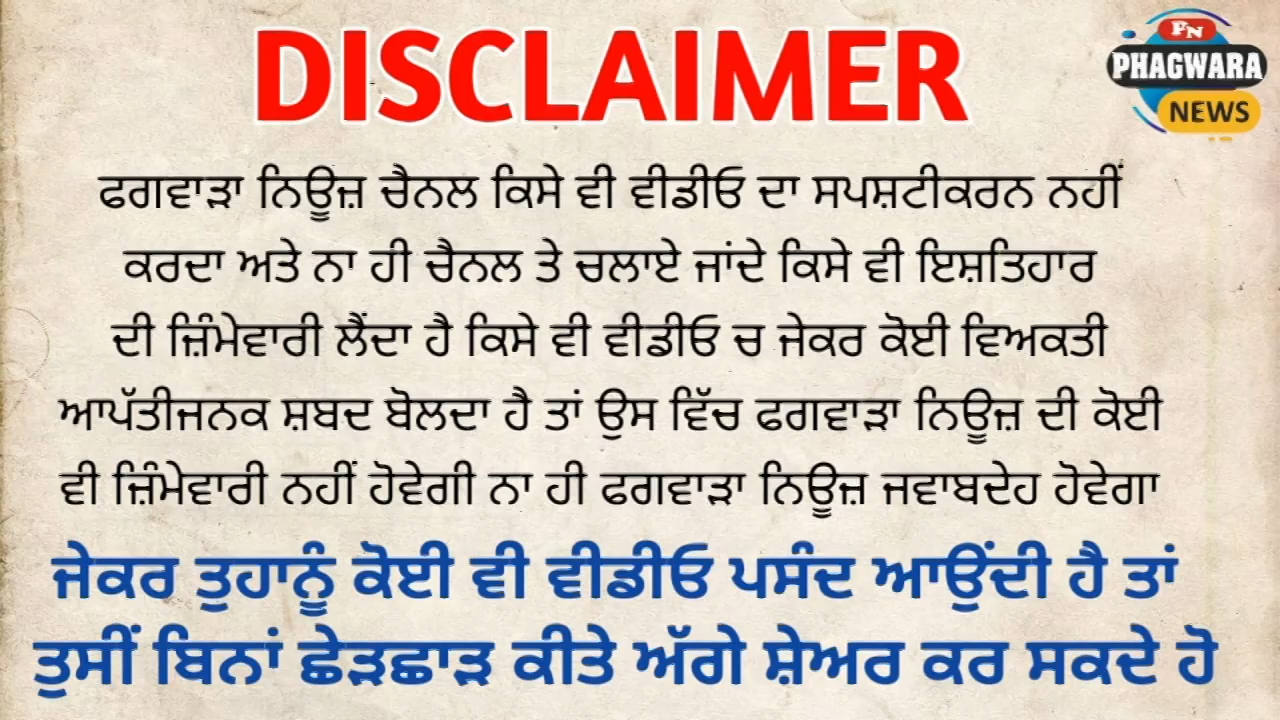 DISCLAIMER
PN
PHAGWARA
NEWS
ਫਗਵਾੜਾ ਨਿਊਜ਼ ਚੈਨਲ ਕਿਸੇ ਵੀ ਵੀਡੀਓ ਦਾ ਸਪਸ਼ਟੀਕਰਨ ਨਹੀਂ
ਕਰਦਾ ਅਤੇ ਨਾ ਹੀ ਚੈਨਲ ਤੇ ਚਲਾਏ ਜਾਂਦੇ ਕਿਸੇ ਵੀ ਇਸ਼ਤਿਹਾਰ
ਦੀ ਜ਼ਿੰਮੇਵਾਰੀ ਲੈਂਦਾ ਹੈ ਕਿਸੇ ਵੀ ਵੀਡੀਓ ਚ ਜੇਕਰ ਕੋਈ ਵਿਅਕਤੀ
ਆਪੱਤੀਜਨਕ ਸ਼ਬਦ ਬੋਲਦਾ ਹੈ ਤਾਂ ਉਸ ਵਿੱਚ ਫਗਵਾੜਾ ਨਿਊਜ਼ ਦੀ ਕੋਈ
ਵੀ ਜ਼ਿੰਮੇਵਾਰੀ ਨਹੀਂ ਹੋਵੇਗੀ ਨਾ ਹੀ ਫਗਵਾੜਾ ਨਿਊਜ਼ ਜਵਾਬਦੇਹ ਹੋਵੇਗਾ
ਜੇਕਰ ਤੁਹਾਨੂੰ ਕੋਈ ਵੀ ਵੀਡੀਓ ਪਸੰਦ ਆਉਂਦੀ ਹੈ ਤਾਂ
ਤੁਸੀਂ ਬਿਨਾਂ ਛੇੜਛਾੜ ਕੀਤੇ ਅੱਗੇ ਸ਼ੇਅਰ ਕਰ ਸਕਦੇ ਹੋ